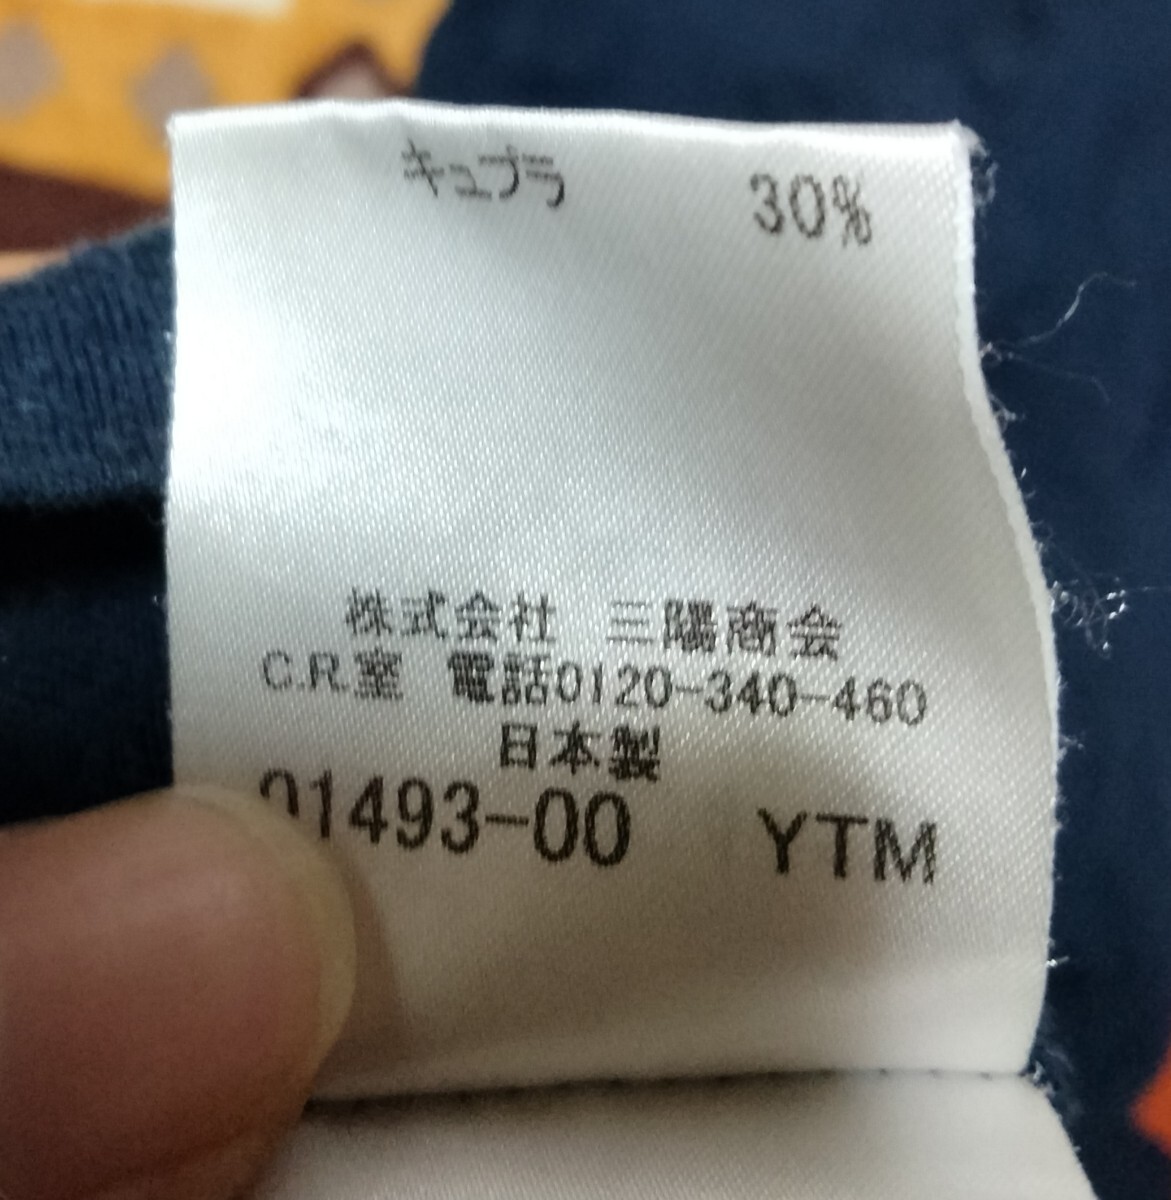 キュプラ 30%
株式会社 三陽商会
C.R.室 電話0120-340-460
日本製
01493-00 YTM